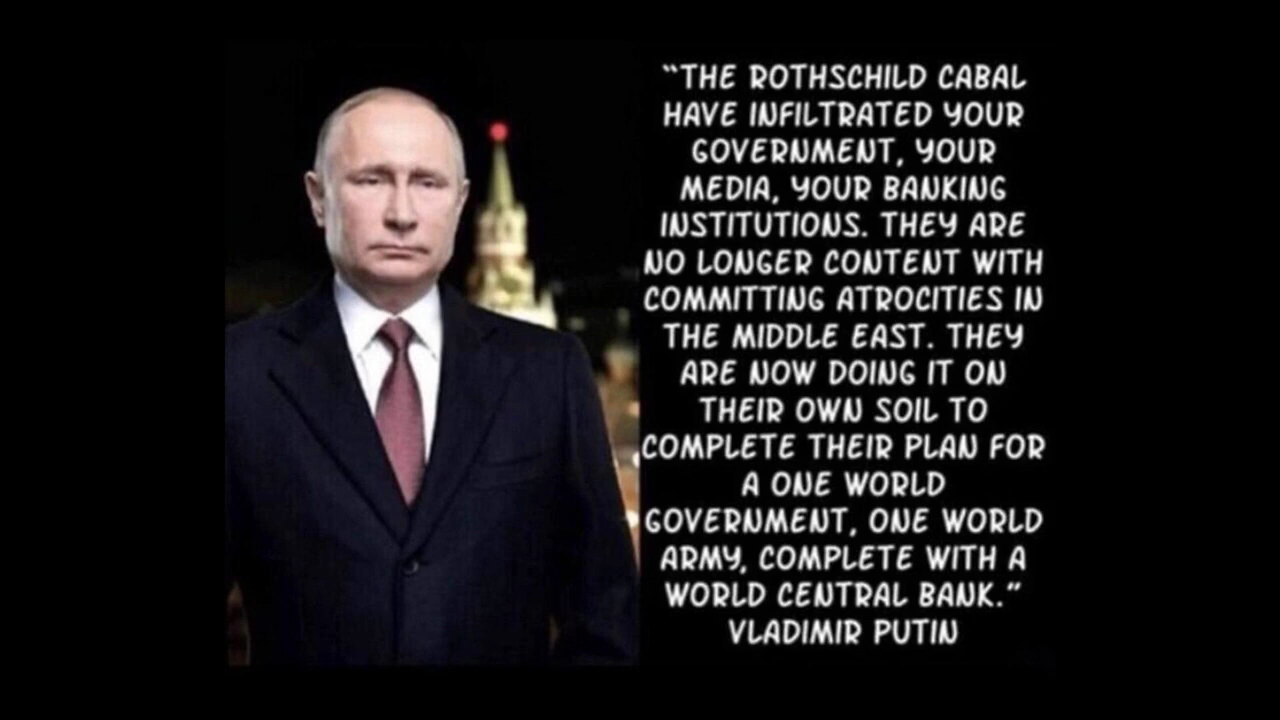 "THE ROTHSCHILD CABAL
HAVE INFILTRATED YOUR
GOVERNMENT, YOUR
MEDIA, YOUR BANKING
INSTITUTIONS. THEY ARE
NO LONGER CONTENT WITH
COMMITTING ATROCITIES IN
THE MIDDLE EAST. THEY
ARE NOW DOING IT ON
THEIR OWN SOIL TO
COMPLETE THEIR PLAN FOR
A ONE WORLD
GOVERNMENT, ONE WORLD
ARMY, COMPLETE WITH A
WORLD CENTRAL BANK."
VLADIMIR PUTIN